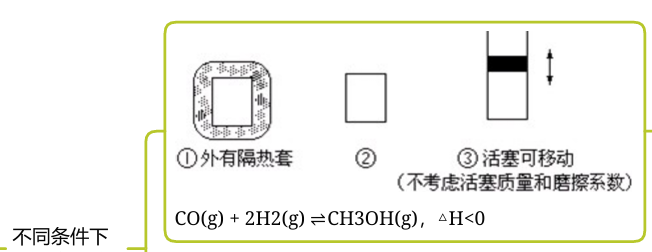 ①外有隔热套
②
③活塞可移动
(不考虑活塞质量和磨擦系数)
CO(g) + 2H2(g) ⇌CH3OH(g)，△H<0
不同条件下